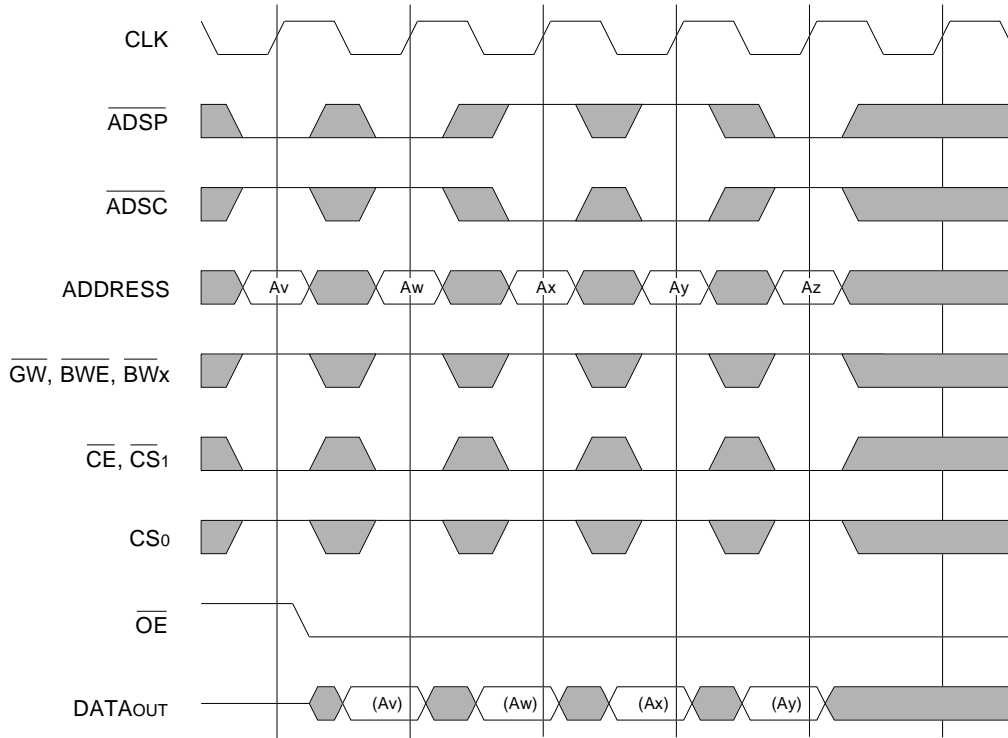 CLK
ADSP
ADSC
ADDRESS
Av
Aw
Ax
Ay
Az
GW, BWE, BWx
CE, CS1
CS0
OE
DATAOUT
(Av)
(Aw)
(Ax)
(Ay)